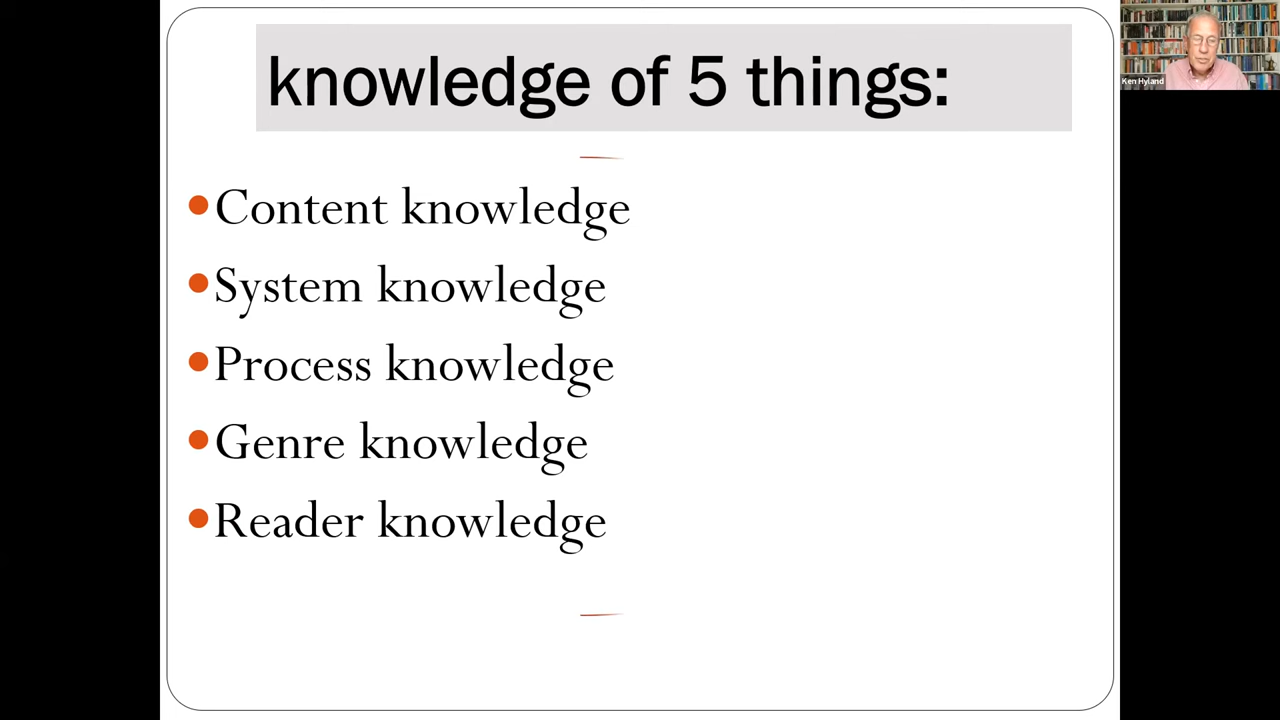 knowledge of 5 things:
Ken Hyland
•Content knowledge
•System knowledge
•Process knowledge
•Genre knowledge
•Reader knowledge